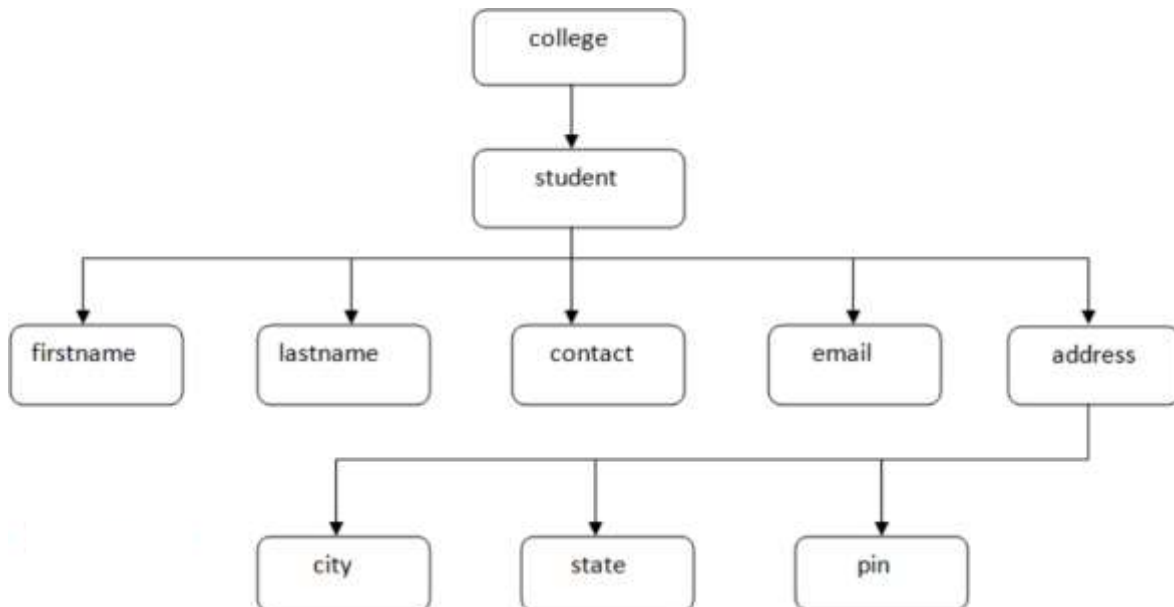 college
student
firstname
lastname
contact
email
address
city
state
pin